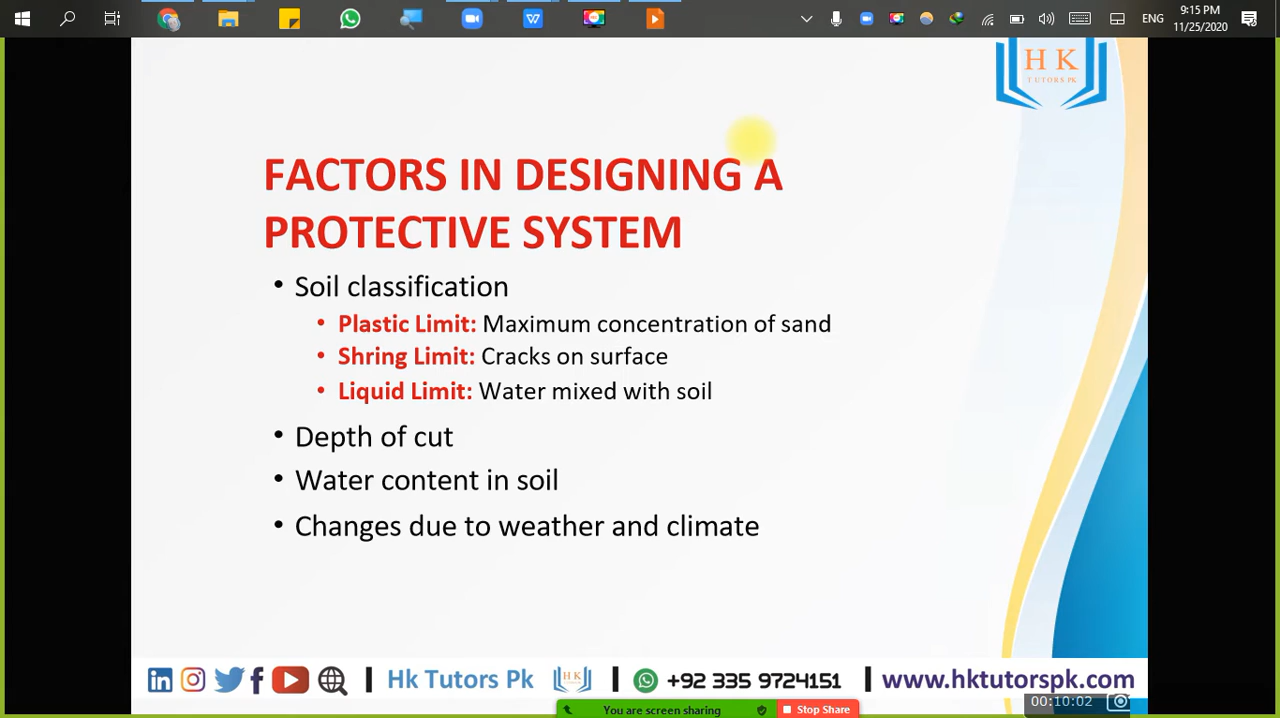 ENG
9:15 PM
11/25/2020
H K
TUTORS PK
FACTORS IN DESIGNING A
PROTECTIVE SYSTEM
• Soil classification
• Plastic Limit: Maximum concentration of sand
• Shring Limit: Cracks on surface
• Liquid Limit: Water mixed with soil
• Depth of cut
• Water content in soil
• Changes due to weather and climate
in | Hk Tutors Pk HK | +92 335 9724151 | www.hktutorspk.com
00:10:02
You are screen sharing Stop Share